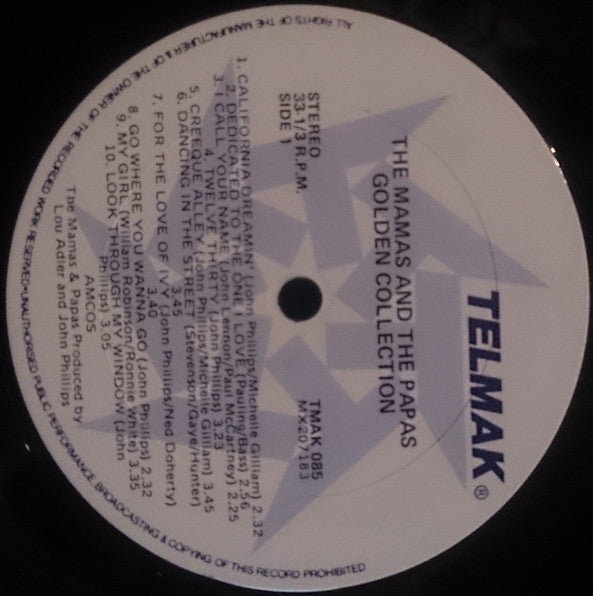 TELMAK®
THE MAMAS AND THE PAPAS
GOLDEN COLLECTION
STEREO
33-1/3 R.P.M.
SIDE 1
TMAK 085
MX207183
1. CALIFORNIA DREAMIN' (John Phillips/Michelle Gilliam) 2.32
2. DEDICATED TO THE ONE I LOVE (Pauling/Bass) 2.56
3. I CALL YOUR NAME (John Lennon/Paul McCartney) 2.25
4. TWELVE THIRTY (John Phillips) 3.23
5. CREEQUE ALLEY (John Phillips/Michelle Gilliam) 3.45
6. DANCING IN THE STREET (Stevenson/Gaye/Hunter)
3.45
7. FOR THE LOVE OF IVY (John Phillips/Ned Doherty)
3.40
8. GO WHERE YOU WANNA GO (John Phillips) 2.32
9. MY GIRL (William Robinson/Ronnie White) 3.35
10. LOOK THROUGH MY WINDOW (John
Phillips) 3.05
AMCOS
The Mamas & Papas Produced by
Lou Adler and John Phillips
ALL RIGHTS OF THE MANUFACTURER & OF THE OWNER OF THE RECORDED WORK RESERVED•UNAUTHORISED PUBLIC PERFORMANCE, BROADCASTING & COPYING OF THIS RECORD PROHIBITED